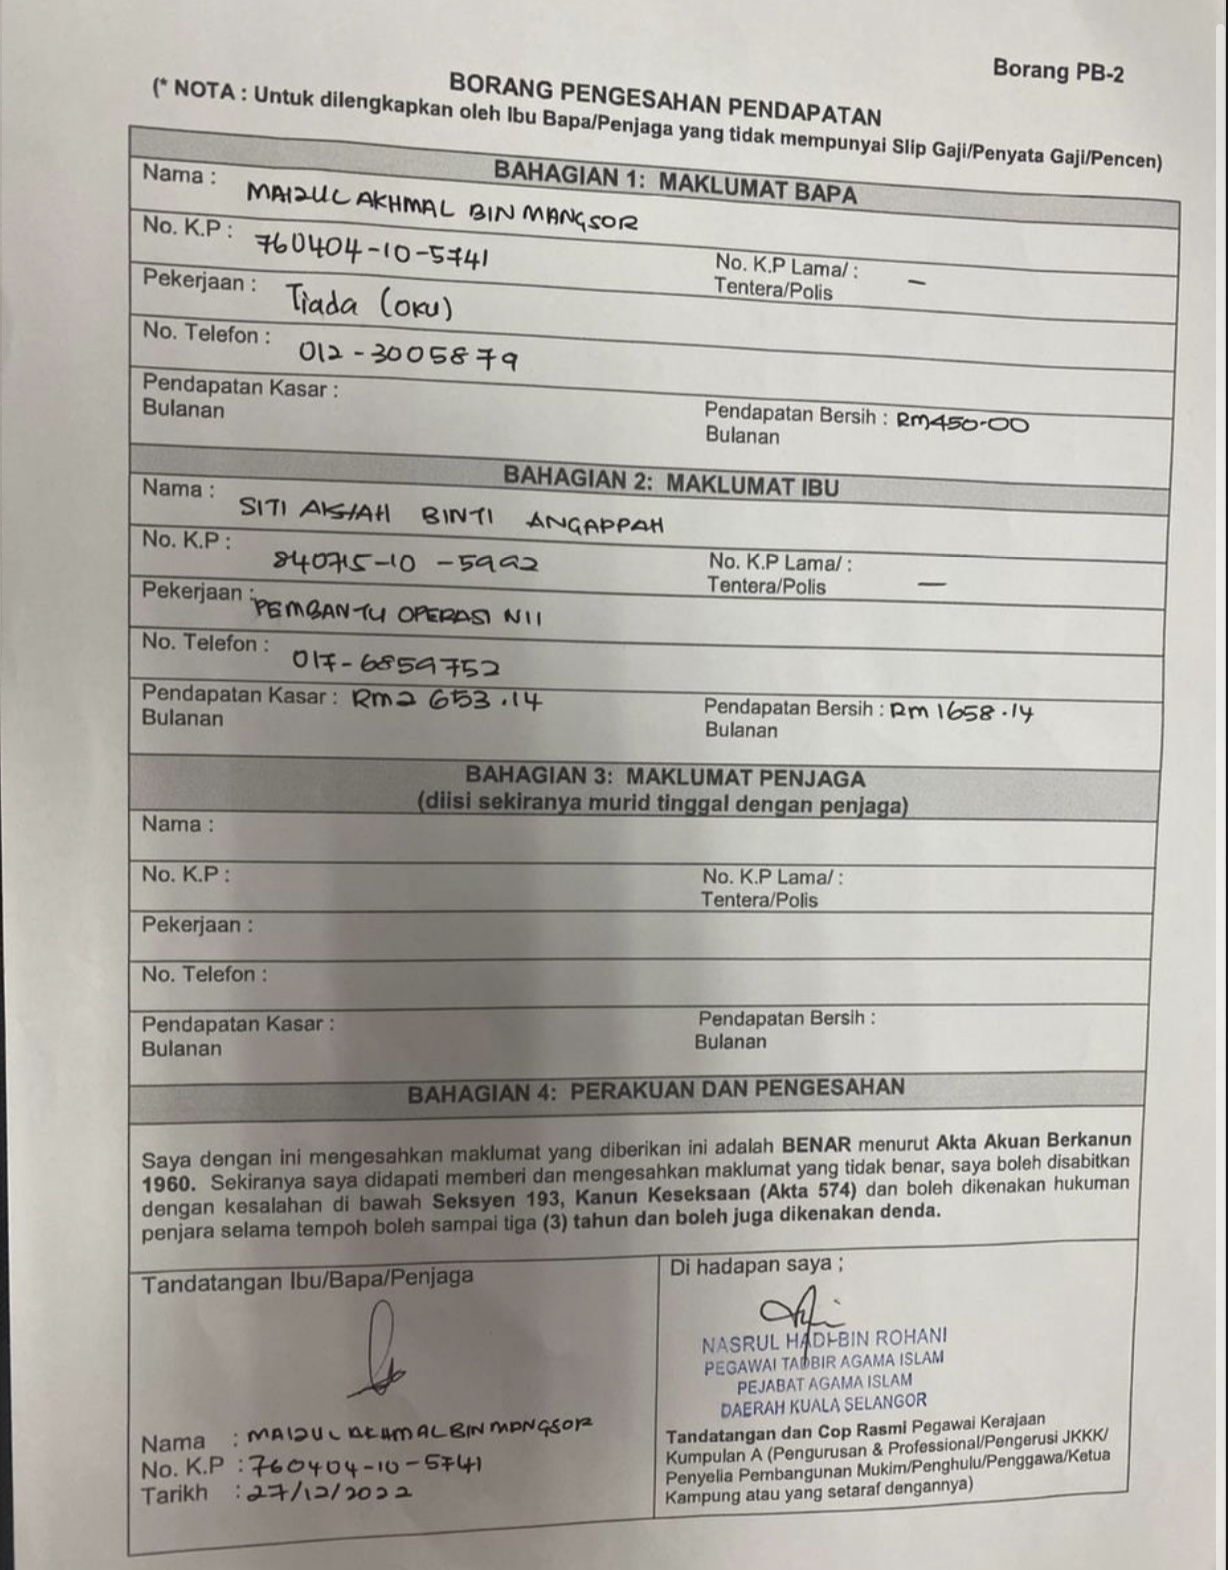 Borang PB-2
BORANG PENGESAHAN PENDAPATAN
(* NOTA : Untuk dilengkapkan oleh Ibu Bapa/Penjaga yang tidak mempunyai Slip Gaji/Penyata Gaji/Pencen)
BAHAGIAN 1: MAKLUMAT BAPA
Nama : MAIZUL AKHMAL BIN MANGSOR
No. K.P : 760404-10-5741 No. K.P Lama/ : –
Tentera/Polis
Pekerjaan : Tiada (OKU)
No. Telefon : 012-3005879
Pendapatan Kasar : Pendapatan Bersih : RM450.00
Bulanan Bulanan
BAHAGIAN 2: MAKLUMAT IBU
Nama : SITI AKSIAH BINTI ANGAPPAH
No. K.P : 840715-10-5992 No. K.P Lama/ : –
Tentera/Polis
Pekerjaan : PEMBANTU OPERASI N11
No. Telefon : 017-6859752
Pendapatan Kasar : RM2 653.14 Pendapatan Bersih : RM 1658.14
Bulanan Bulanan
BAHAGIAN 3: MAKLUMAT PENJAGA
(diisi sekiranya murid tinggal dengan penjaga)
Nama :
No. K.P : No. K.P Lama/ :
Tentera/Polis
Pekerjaan :
No. Telefon :
Pendapatan Kasar : Pendapatan Bersih :
Bulanan Bulanan
BAHAGIAN 4: PERAKUAN DAN PENGESAHAN
Saya dengan ini mengesahkan maklumat yang diberikan ini adalah BENAR menurut Akta Akuan Berkanun
1960. Sekiranya saya didapati memberi dan mengesahkan maklumat yang tidak benar, saya boleh disabitkan
dengan kesalahan di bawah Seksyen 193, Kanun Keseksaan (Akta 574) dan boleh dikenakan hukuman
penjara selama tempoh boleh sampai tiga (3) tahun dan boleh juga dikenakan denda.
Tandatangan Ibu/Bapa/Penjaga
Nama : MAIZUL AKHMAL BIN MANGSOR
No. K.P : 760404-10-5741
Tarikh : 27/12/2022
Di hadapan saya ;
NASRUL HADI BIN ROHANI
PEGAWAI TADBIR AGAMA ISLAM
PEJABAT AGAMA ISLAM
DAERAH KUALA SELANGOR
Tandatangan dan Cop Rasmi Pegawai Kerajaan
Kumpulan A (Pengurusan & Professional/Pengerusi JKKK/
Penyelia Pembangunan Mukim/Penghulu/Penggawa/Ketua
Kampung atau yang setaraf dengannya)